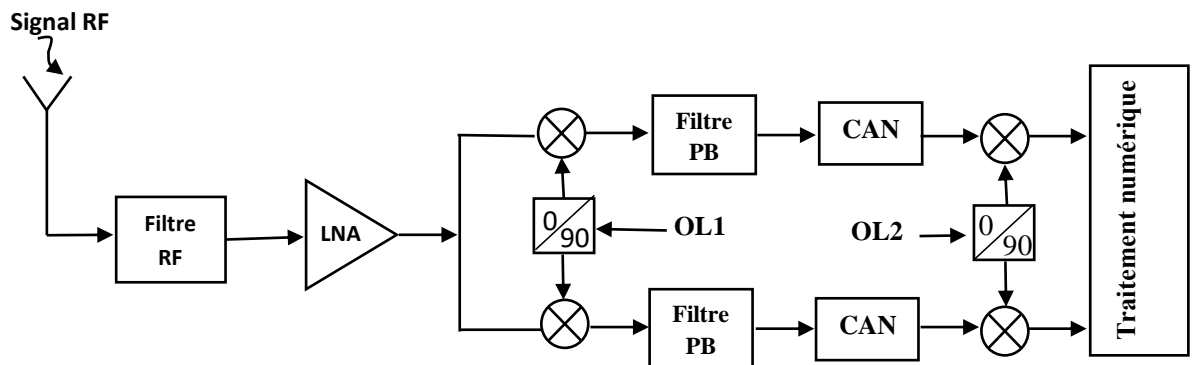 Signal RF
Filtre
RF
LNA
0
90
OL1
Filtre
PB
CAN
Filtre
PB
CAN
OL2
0
90
Traitement numérique